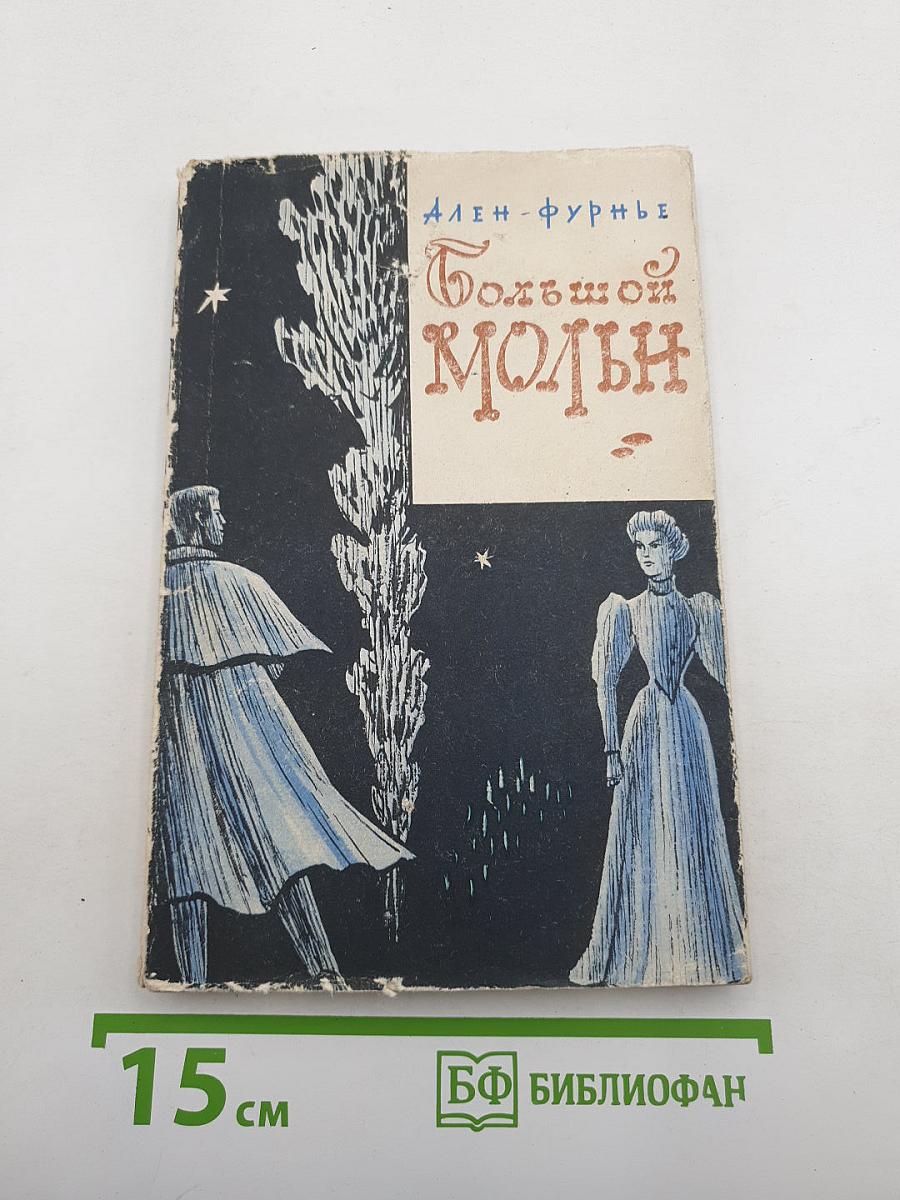 Ален-Фурнье
Большой
МОЛЬН
15 см
БФ БИБЛИОФАН